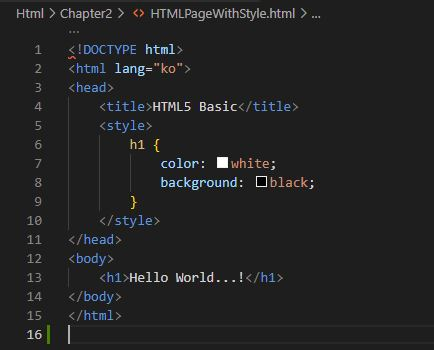 Html > Chapter2 > <> HTMLPageWithStyle.html > ...
...
1 <!DOCTYPE html>
2 <html lang="ko">
3 <head>
4     <title>HTML5 Basic</title>
5     <style>
6         h1 {
7             color: white;
8             background: black;
9         }
10     </style>
11 </head>
12 <body>
13     <h1>Hello World...!</h1>
14 </body>
15 </html>
16